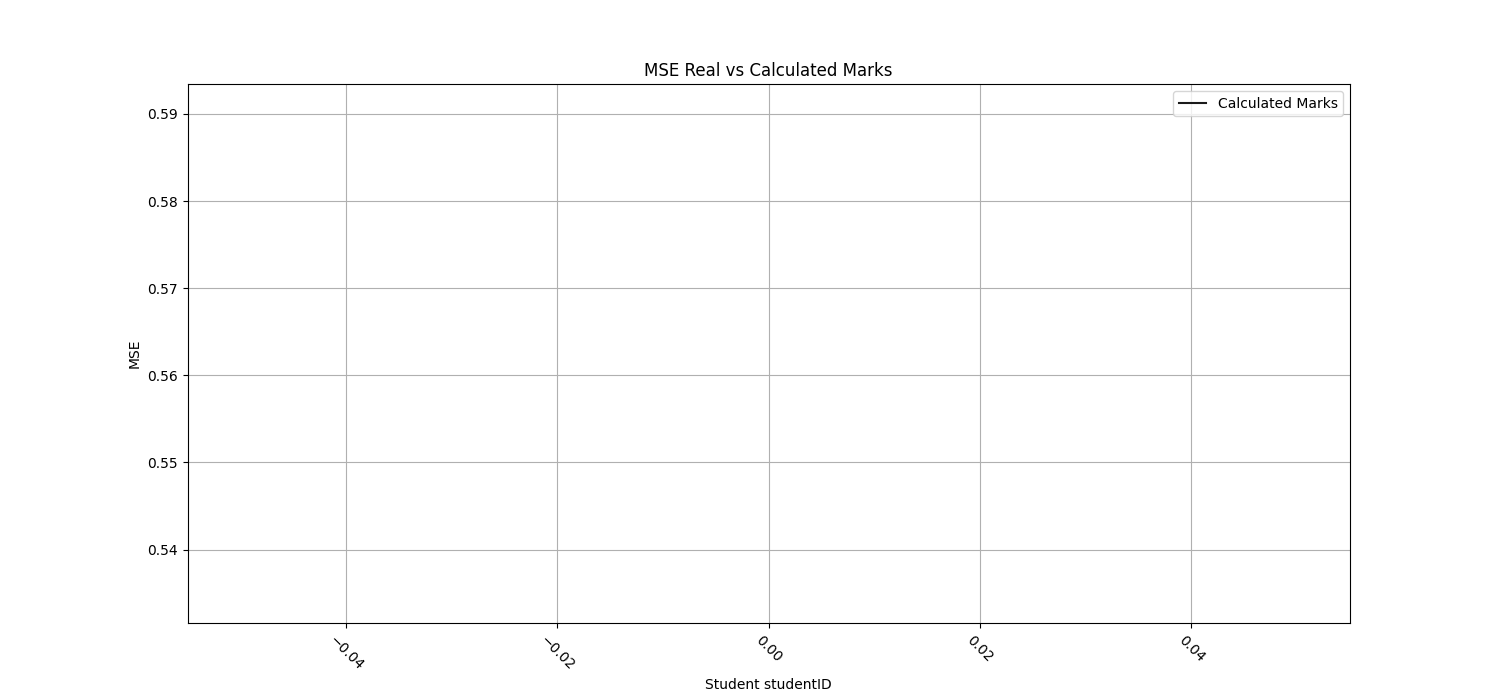 MSE Real vs Calculated Marks
Calculated Marks
0.59
0.58
0.57
0.56
0.55
0.54
MSE
−0.04
−0.02
0.00
0.02
0.04
Student studentID